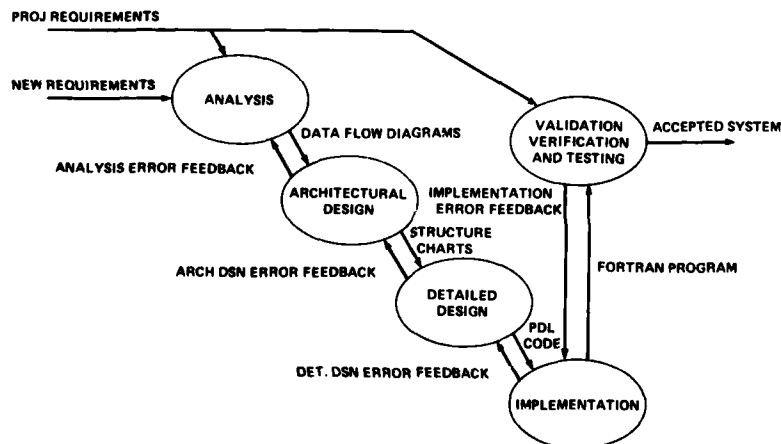 PROJ REQUIREMENTS
NEW REQUIREMENTS
ANALYSIS
DATA FLOW DIAGRAMS
VALIDATION
VERIFICATION
AND TESTING
ACCEPTED SYSTEM
ANALYSIS ERROR FEEDBACK
ARCHITECTURAL
DESIGN
IMPLEMENTATION
ERROR FEEDBACK
STRUCTURE
CHARTS
ARCH DSN ERROR FEEDBACK
FORTRAN PROGRAM
DETAILED
DESIGN
PDL
CODE
DET. DSN ERROR FEEDBACK
IMPLEMENTATION